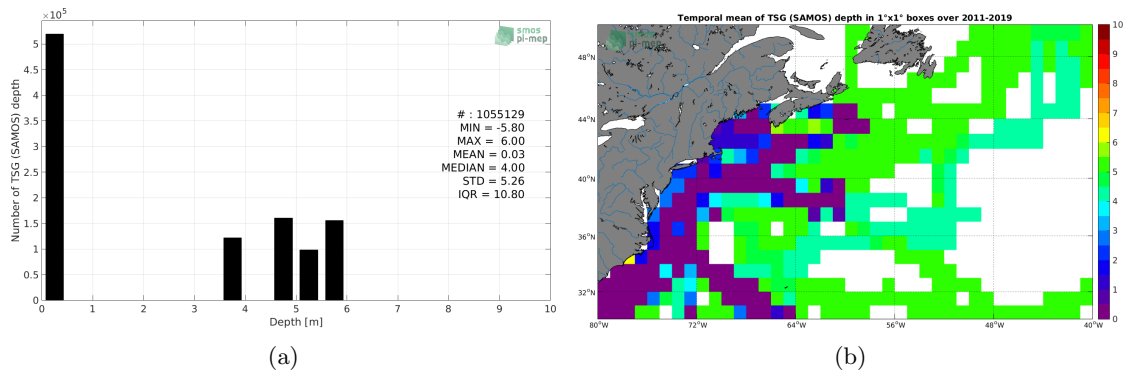 ×10⁵
5
4.5
4
3.5
3
2.5
2
1.5
1
0.5
0
0 1 2 3 4 5 6 7 8 9 10
Number of TSG (SAMOS) depth
Depth [m]
smos
pi-mep
# : 1055129
MIN = -5.80
MAX = 6.00
MEAN = 0.03
MEDIAN = 4.00
STD = 5.26
IQR = 10.80
(a)
Temporal mean of TSG (SAMOS) depth in 1°x1° boxes over 2011-2019
smos
pi-mep
48°N
44°N
40°N
36°N
32°N
80°W 72°W 64°W 56°W 48°W 40°W
10
9
8
7
6
5
4
3
2
1
0
(b)